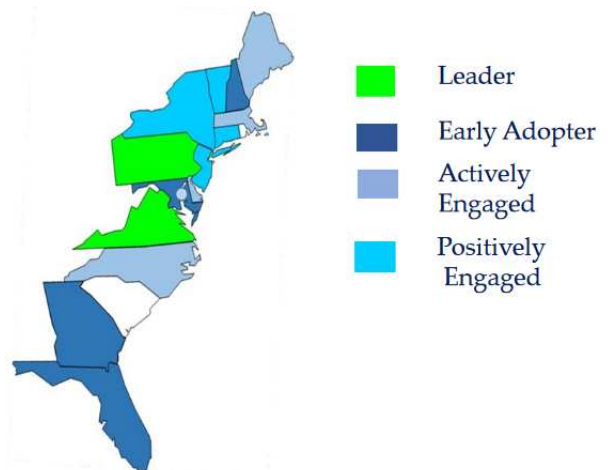 Leader
Early Adopter
Actively
Engaged
Positively
Engaged